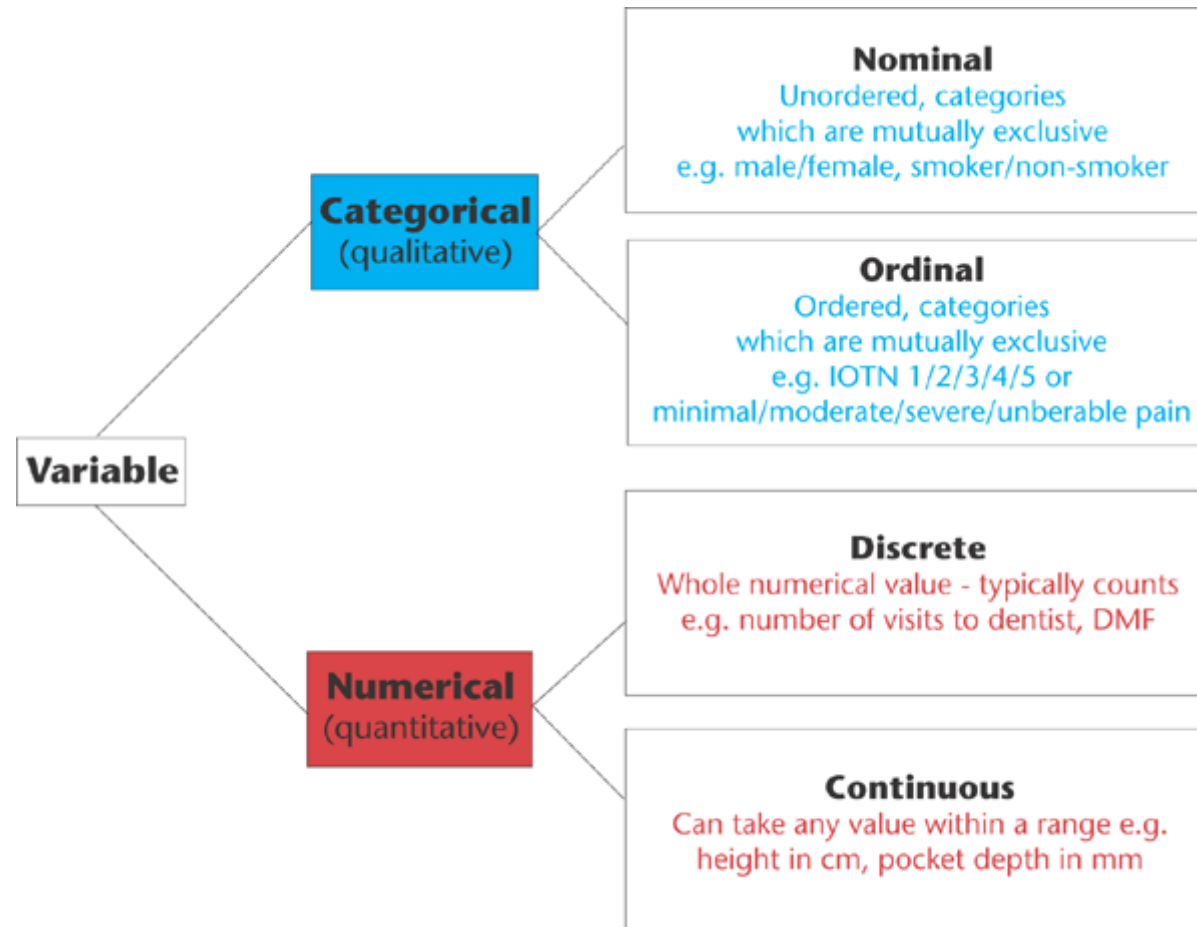 Variable
Categorical
(qualitative)
Nominal
Unordered, categories
which are mutually exclusive
e.g. male/female, smoker/non-smoker
Ordinal
Ordered, categories
which are mutually exclusive
e.g. IOTN 1/2/3/4/5 or
minimal/moderate/severe/unberable pain
Numerical
(quantitative)
Discrete
Whole numerical value - typically counts
e.g. number of visits to dentist, DMF
Continuous
Can take any value within a range e.g.
height in cm, pocket depth in mm